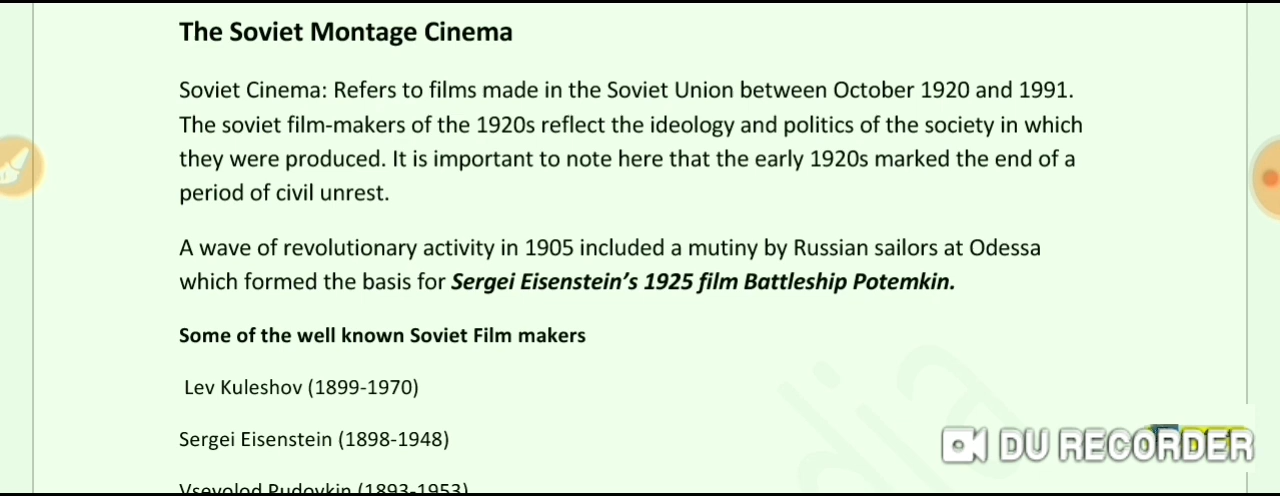 The Soviet Montage Cinema
Soviet Cinema: Refers to films made in the Soviet Union between October 1920 and 1991.
The soviet film-makers of the 1920s reflect the ideology and politics of the society in which
they were produced. It is important to note here that the early 1920s marked the end of a
period of civil unrest.
A wave of revolutionary activity in 1905 included a mutiny by Russian sailors at Odessa
which formed the basis for Sergei Eisenstein's 1925 film Battleship Potemkin.
Some of the well known Soviet Film makers
Lev Kuleshov (1899-1970)
Sergei Eisenstein (1898-1948)
DU RECORDER
Vsevolod Pudovkin (1893-1953)